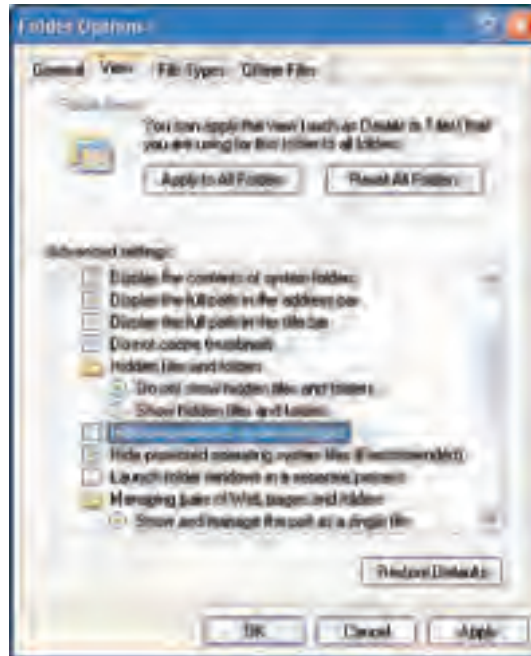 Folder Options
General View File Types Offline Files
Folder views
You can apply the view (such as Details or Tiles) that
you are using for this folder to all folders.
Apply to All Folders Reset All Folders
Advanced settings:
Display the contents of system folders
Display the full path in the address bar
Display the full path in the title bar
Do not cache thumbnails
Hidden files and folders
Do not show hidden files and folders
Show hidden files and folders
Hide protected operating system files (Recommended)
Launch folder windows in a separate process
Managing pairs of Web pages and folders
Show and manage the pair as a single file
Restore Defaults
OK Cancel Apply